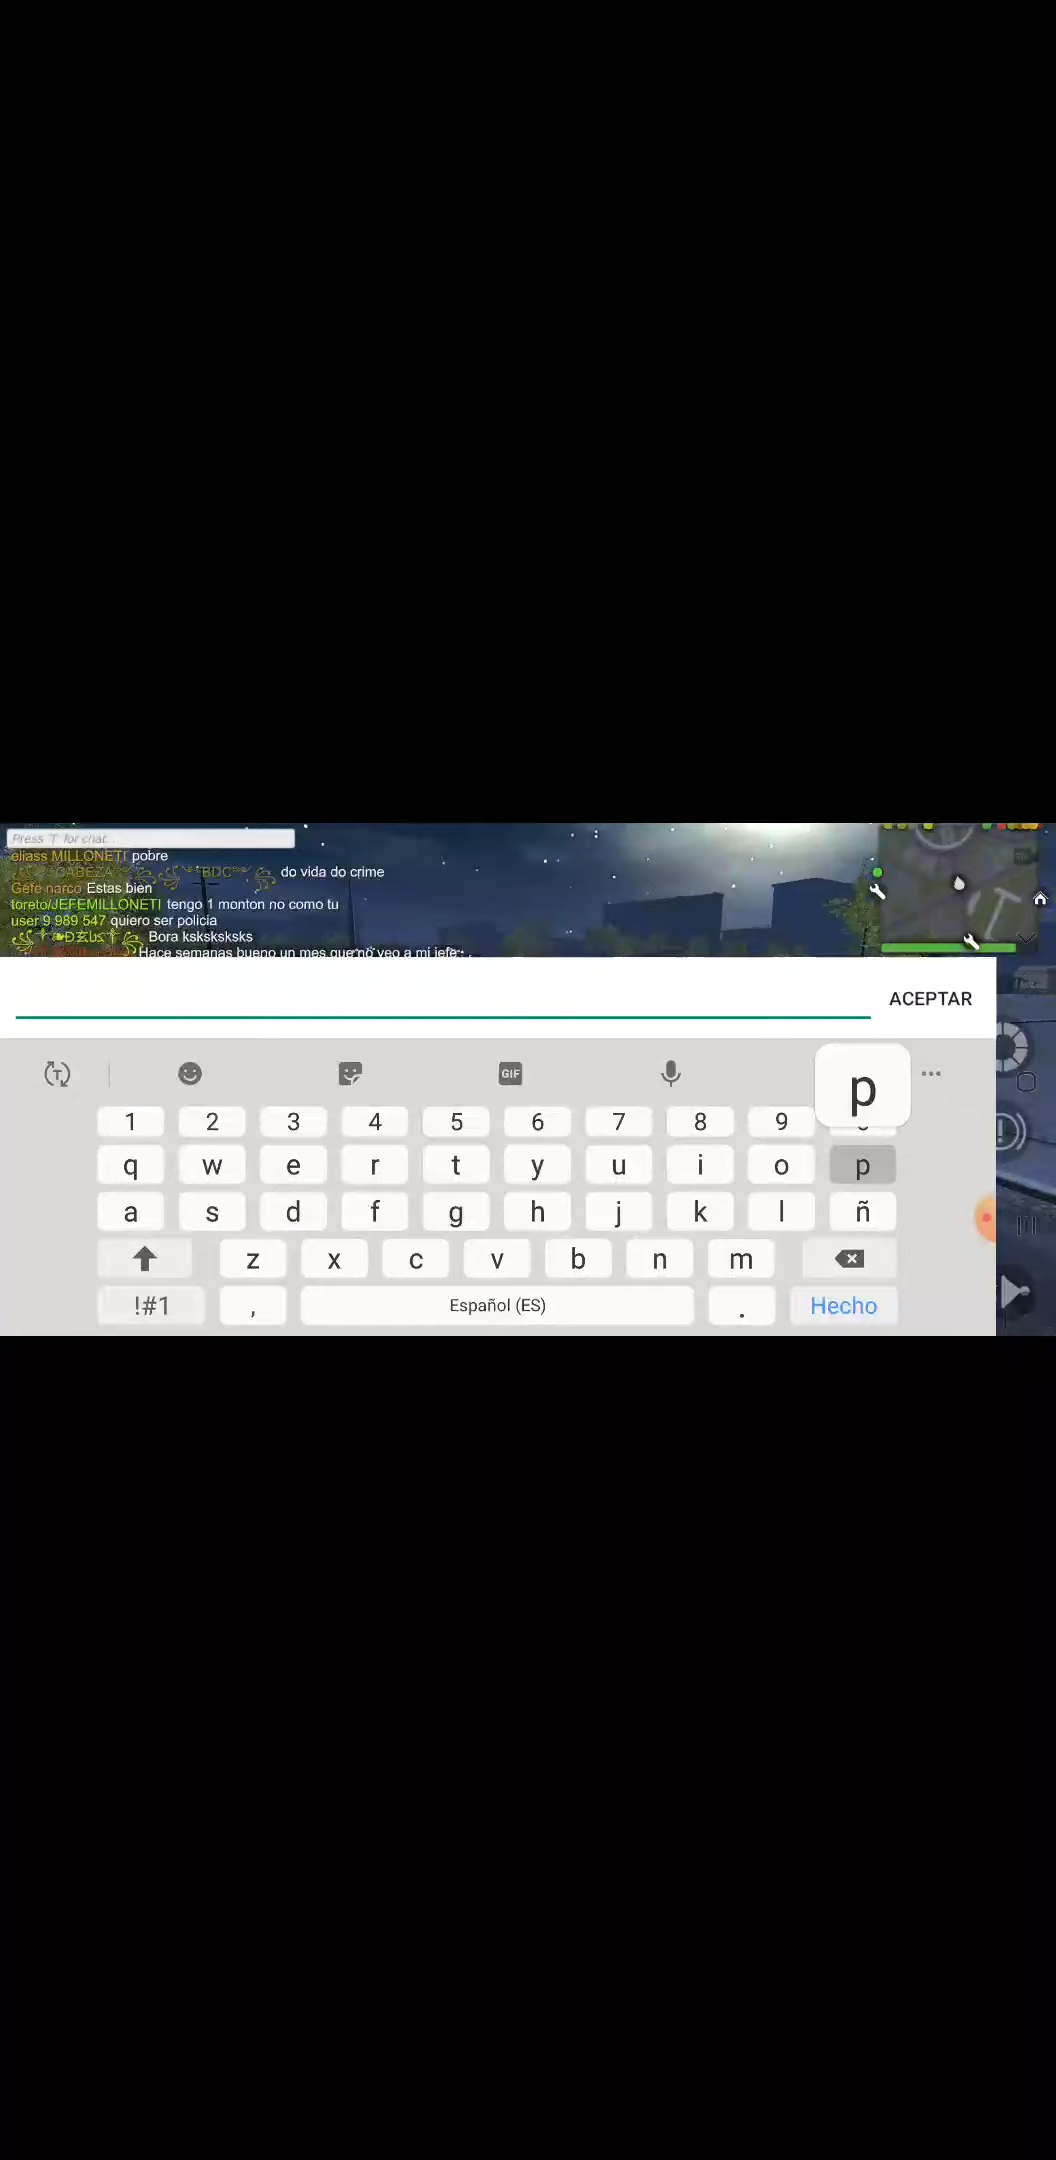 Press 'T' for chat...
eliass MILLONETI pobre
CABEZA BDC do vida do crime
Gefe narco Estas bien
toreto/JEFEMILLONETI tengo 1 monton no como tu
user 9 989 547 quiero ser policia
Bora ksksksksks
Hace semanas bueno un mes que no veo a mi jefe
ACEPTAR
GIF
p
1 2 3 4 5 6 7 8 9
q w e r t y u i o p
a s d f g h j k l ñ
z x c v b n m
!#1 , Español (ES) . Hecho